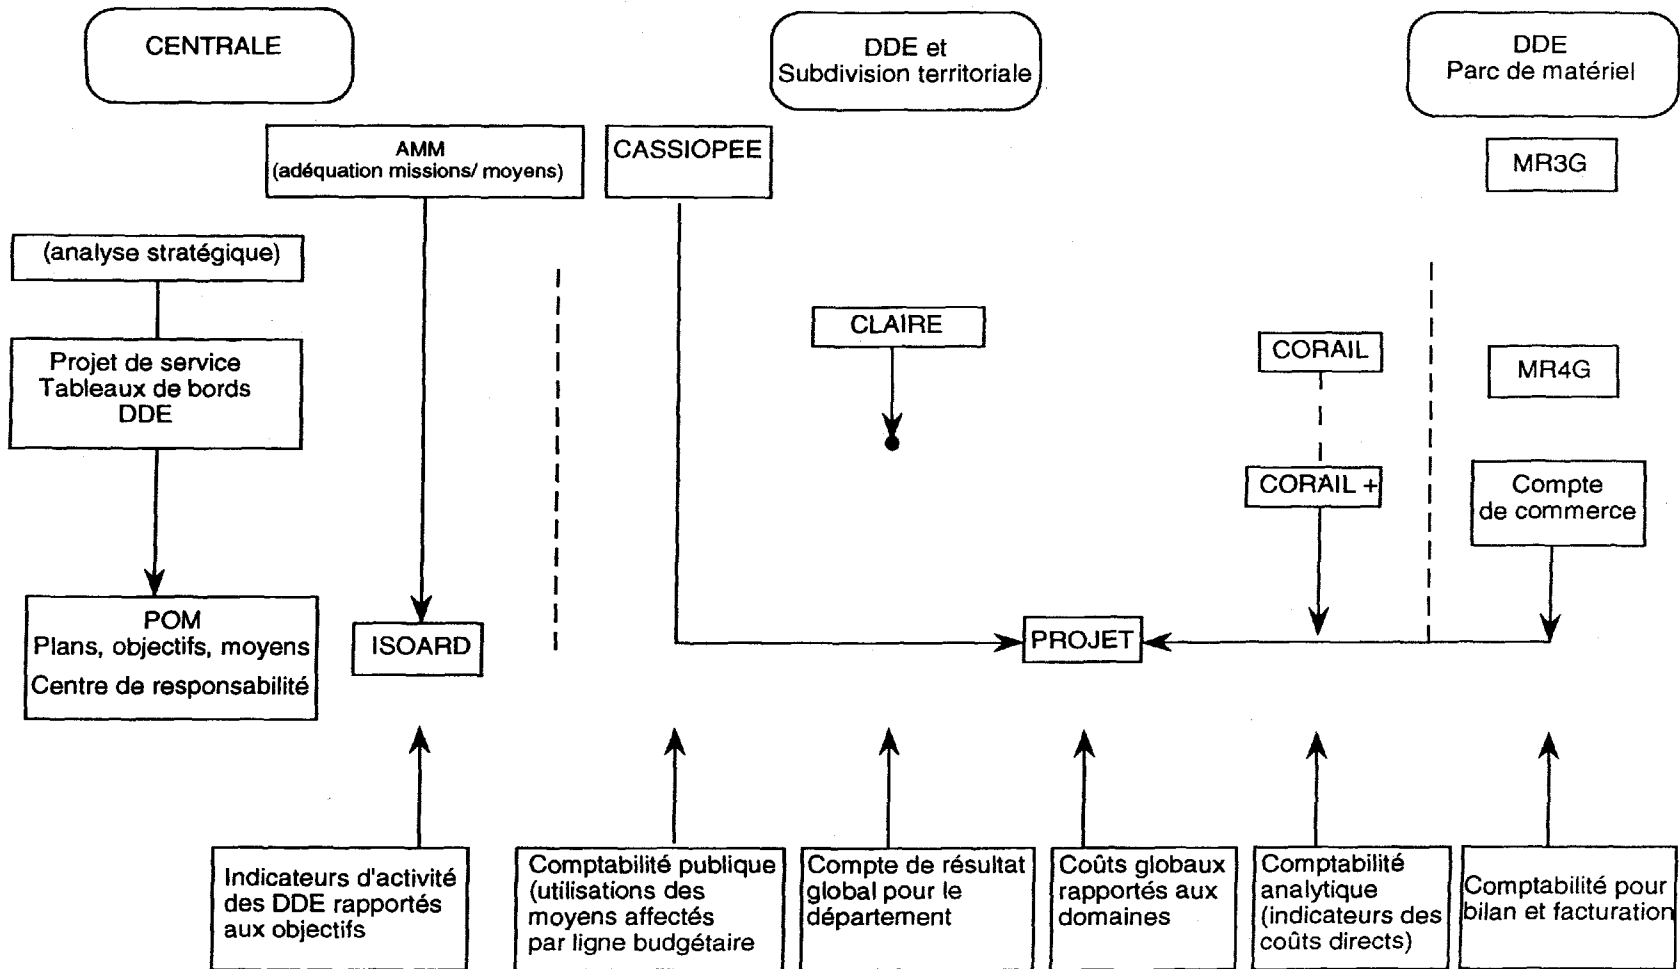 CENTRALE
DDE et
Subdivision territoriale
DDE
Parc de matériel
AMM
(adéquation missions/ moyens)
CASSIOPEE
MR3G
(analyse stratégique)
CLAIRE
CORAIL
MR4G
Projet de service
Tableaux de bords
DDE
CORAIL +
Compte
de commerce
POM
Plans, objectifs, moyens
Centre de responsabilité
ISOARD
PROJET
Indicateurs d'activité
des DDE rapportés
aux objectifs
Comptabilité publique
(utilisations des
moyens affectés
par ligne budgétaire
Compte de résultat
global pour le
département
Coûts globaux
rapportés aux
domaines
Comptabilité
analytique
(indicateurs des
coûts directs)
Comptabilité pour
bilan et facturation